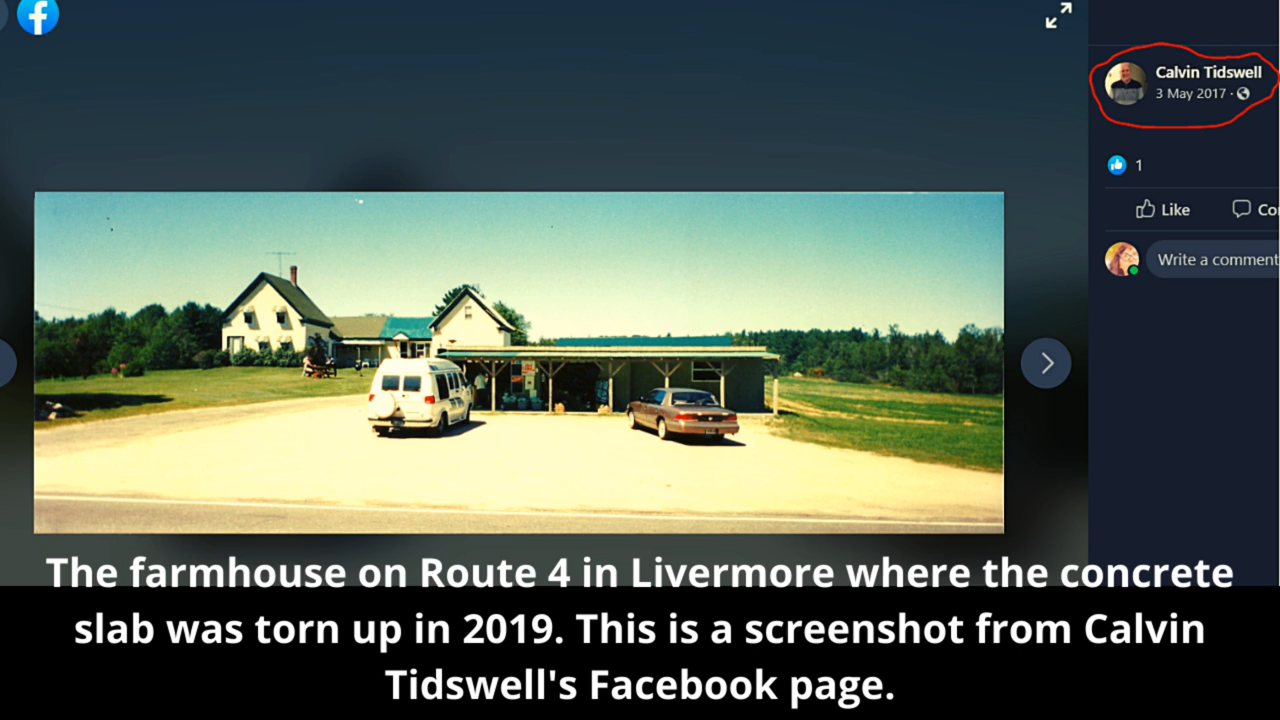 Calvin Tidswell
3 May 2017 ·
1
Like
Write a comment
The farmhouse on Route 4 in Livermore where the concrete
slab was torn up in 2019. This is a screenshot from Calvin
Tidswell's Facebook page.